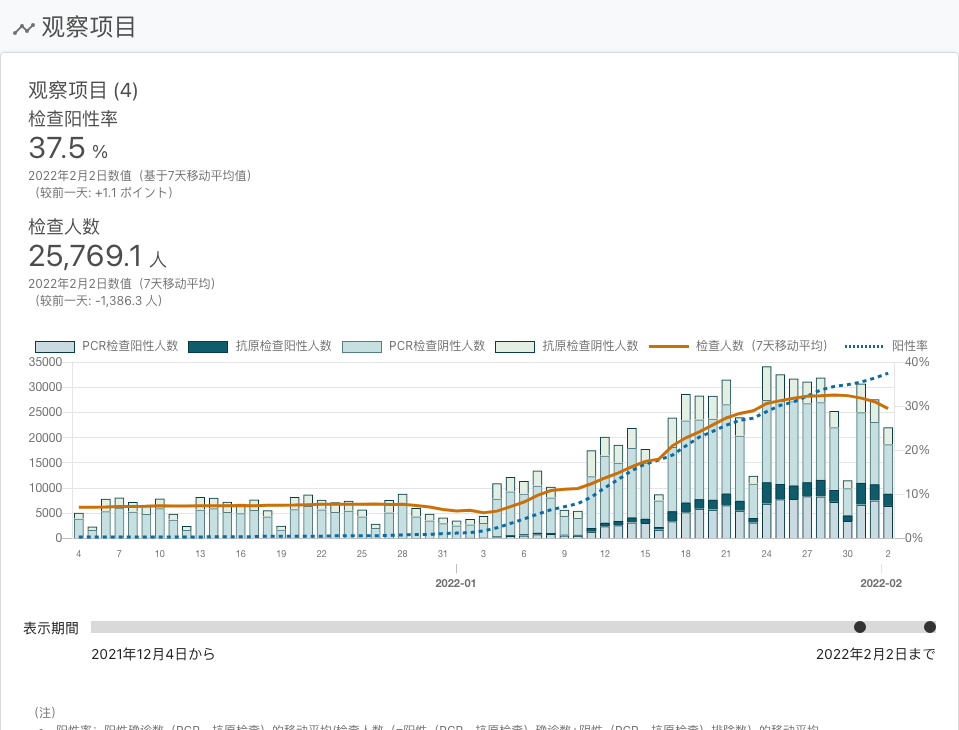 观察项目
观察项目 (4)
检查阳性率
37.5 %
2022年2月2日数值（基于7天移动平均值）
（较前一天: +1.1 ポイント）
检查人数
25,769.1 人
2022年2月2日数值（7天移动平均）
（较前一天: -1,386.3 人）
PCR检查阳性人数 抗原检查阳性人数 PCR检查阴性人数 抗原检查阴性人数 检查人数（7天移动平均） 阳性率
35000 40%
30000
25000 30%
20000 20%
15000
10000 10%
5000
0 0%
4 7 10 13 16 19 22 25 28 31 3 6 9 12 15 18 21 24 27 30 2
2022-01 2022-02
表示期間
2021年12月4日から 2022年2月2日まで
（注）